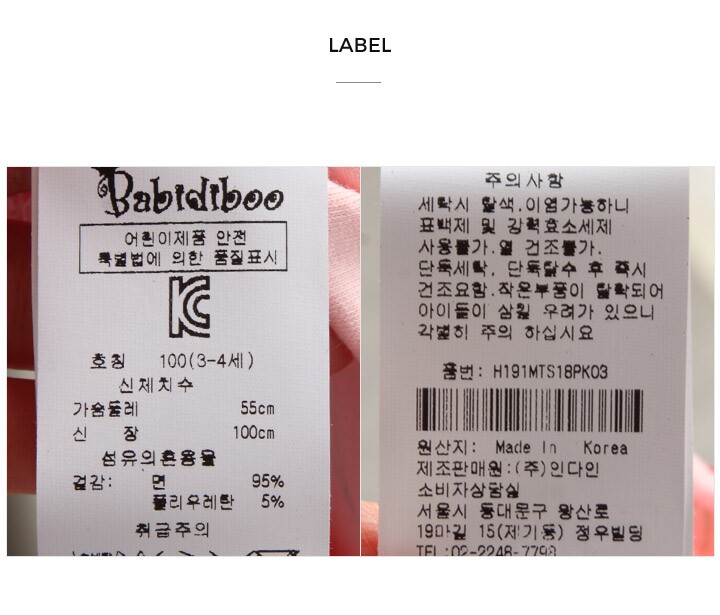 LABEL
Babidiboo
어린이제품 안전
특별법에 의한 품질표시
KC
호칭 100(3-4세)
신체치수
가슴둘레 55cm
신 장 100cm
섬유의혼용율
겉감: 면 95%
폴리우레탄 5%
취급주의
주의사항
세탁시 탈색.이염가능하니
표백제 및 강력효소세제
사용불가.열 건조불가.
단독세탁, 단독탈수 후 즉시
건조요함.작은부품이 탈락되어
아이들이 삼킬 우려가 있으니
각별히 주의 하십시요
품번: H191MTS18PK03
원산지: Made In Korea
제조판매원:(주)인다인
소비자상담실
서울시 동대문구 왕산로
19마길 15(제기동) 정우빌딩
TEL:02-2248-7798